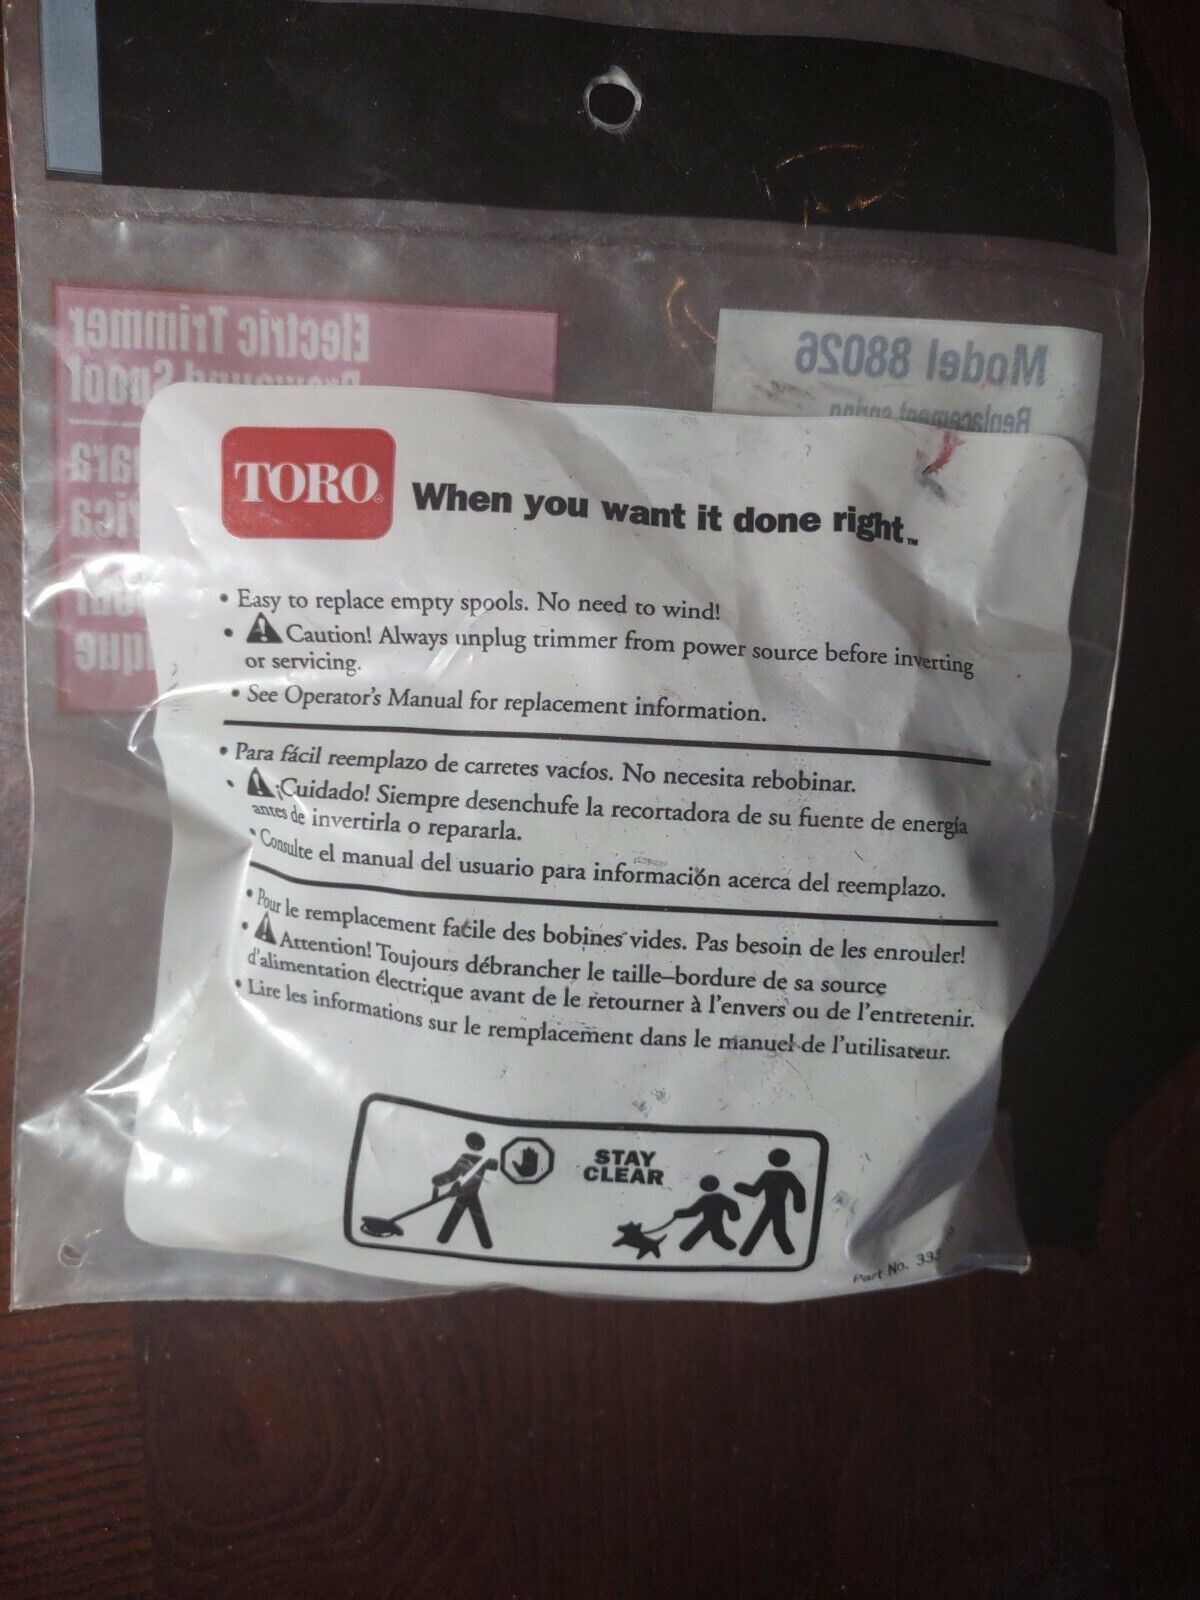 Electric Trimmer
Prewound Spool
Model 88026
Replacement spring
TORO®
When you want it done right.™
• Easy to replace empty spools. No need to wind!
• Caution! Always unplug trimmer from power source before inverting
or servicing.
• See Operator's Manual for replacement information.
• Para fácil reemplazo de carretes vacíos. No necesita rebobinar.
• ¡Cuidado! Siempre desenchufe la recortadora de su fuente de energía
antes de invertirla o repararla.
• Consulte el manual del usuario para información acerca del reemplazo.
• Pour le remplacement facile des bobines vides. Pas besoin de les enrouler!
• Attention! Toujours débrancher le taille–bordure de sa source
d'alimentation électrique avant de le retourner à l'envers ou de l'entretenir.
• Lire les informations sur le remplacement dans le manuel de l'utilisateur.
STAY
CLEAR
Part No.